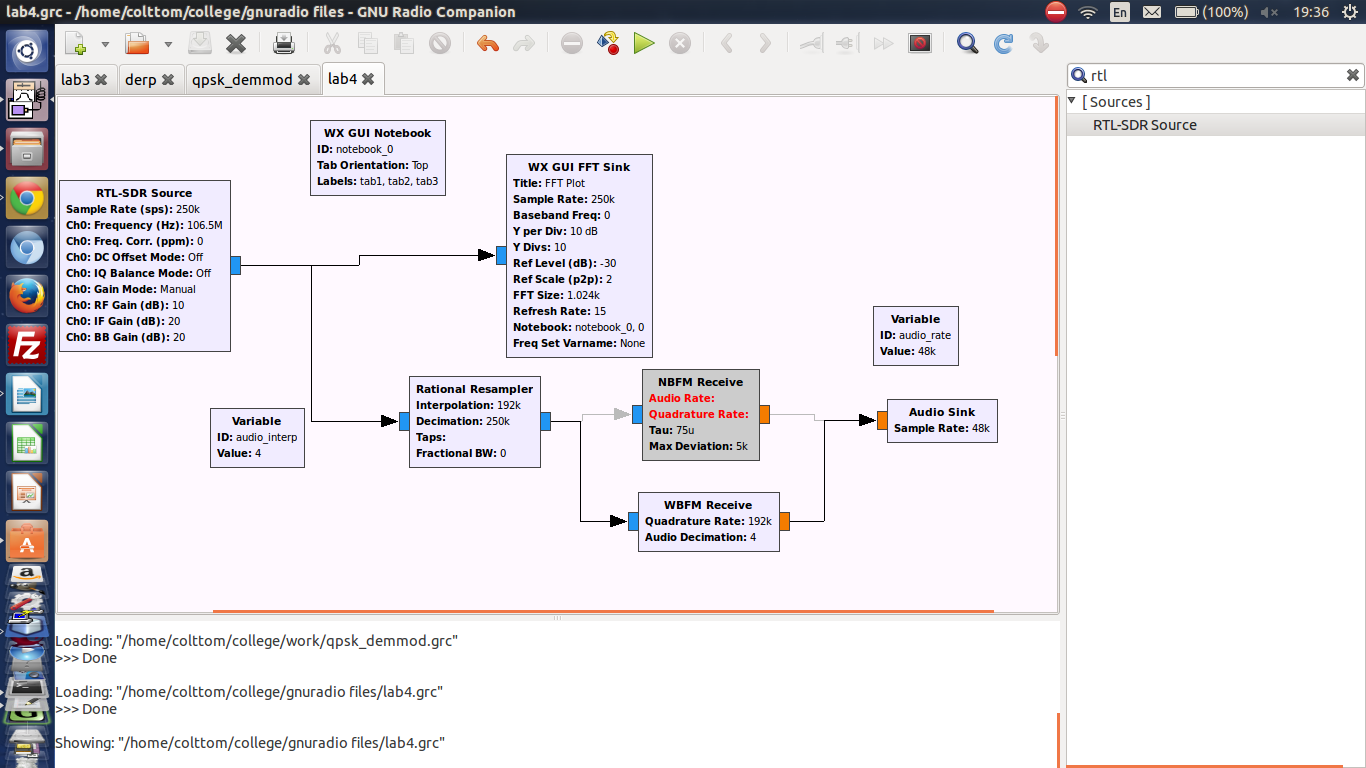 lab4.grc - /home/colttom/college/gnuradio files - GNU Radio Companion
En
(100%)
19:36
lab3
derp
qpsk_demmod
lab4
rtl
[ Sources ]
RTL-SDR Source
WX GUI Notebook
ID: notebook_0
Tab Orientation: Top
Labels: tab1, tab2, tab3
RTL-SDR Source
Sample Rate (sps): 250k
Ch0: Frequency (Hz): 106.5M
Ch0: Freq. Corr. (ppm): 0
Ch0: DC Offset Mode: Off
Ch0: IQ Balance Mode: Off
Ch0: Gain Mode: Manual
Ch0: RF Gain (dB): 10
Ch0: IF Gain (dB): 20
Ch0: BB Gain (dB): 20
WX GUI FFT Sink
Title: FFT Plot
Sample Rate: 250k
Baseband Freq: 0
Y per Div: 10 dB
Y Divs: 10
Ref Level (dB): -30
Ref Scale (p2p): 2
FFT Size: 1.024k
Refresh Rate: 15
Notebook: notebook_0, 0
Freq Set Varname: None
Variable
ID: audio_rate
Value: 48k
Variable
ID: audio_interp
Value: 4
Rational Resampler
Interpolation: 192k
Decimation: 250k
Taps:
Fractional BW: 0
NBFM Receive
Audio Rate:
Quadrature Rate:
Tau: 75u
Max Deviation: 5k
Audio Sink
Sample Rate: 48k
WBFM Receive
Quadrature Rate: 192k
Audio Decimation: 4
Loading: "/home/colttom/college/work/qpsk_demmod.grc"
>>> Done
Loading: "/home/colttom/college/gnuradio files/lab4.grc"
>>> Done
Showing: "/home/colttom/college/gnuradio files/lab4.grc"
Fz
A
a